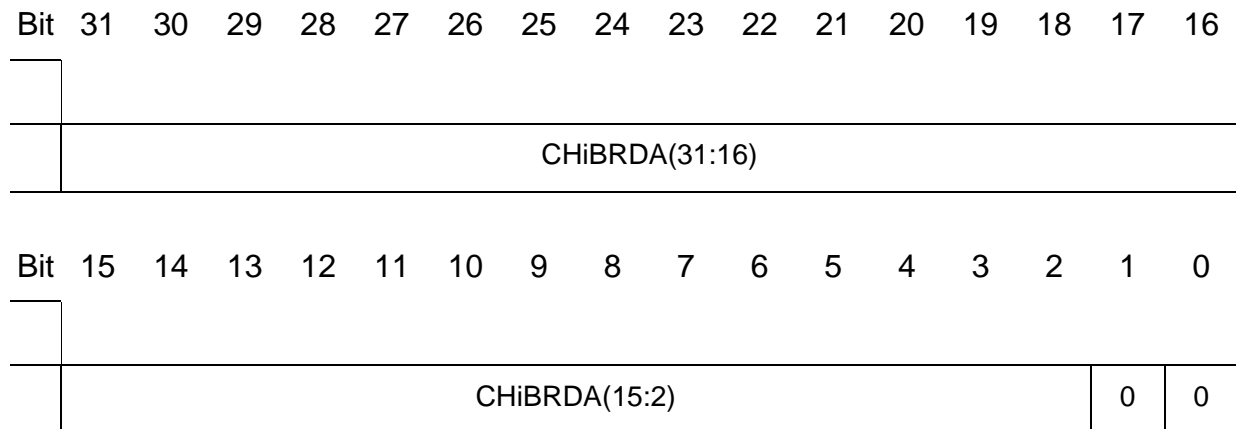 Bit 31 30 29 28 27 26 25 24 23 22 21 20 19 18 17 16
CHiBRDA(31:16)
Bit 15 14 13 12 11 10 9 8 7 6 5 4 3 2 1 0
CHiBRDA(15:2) 0 0